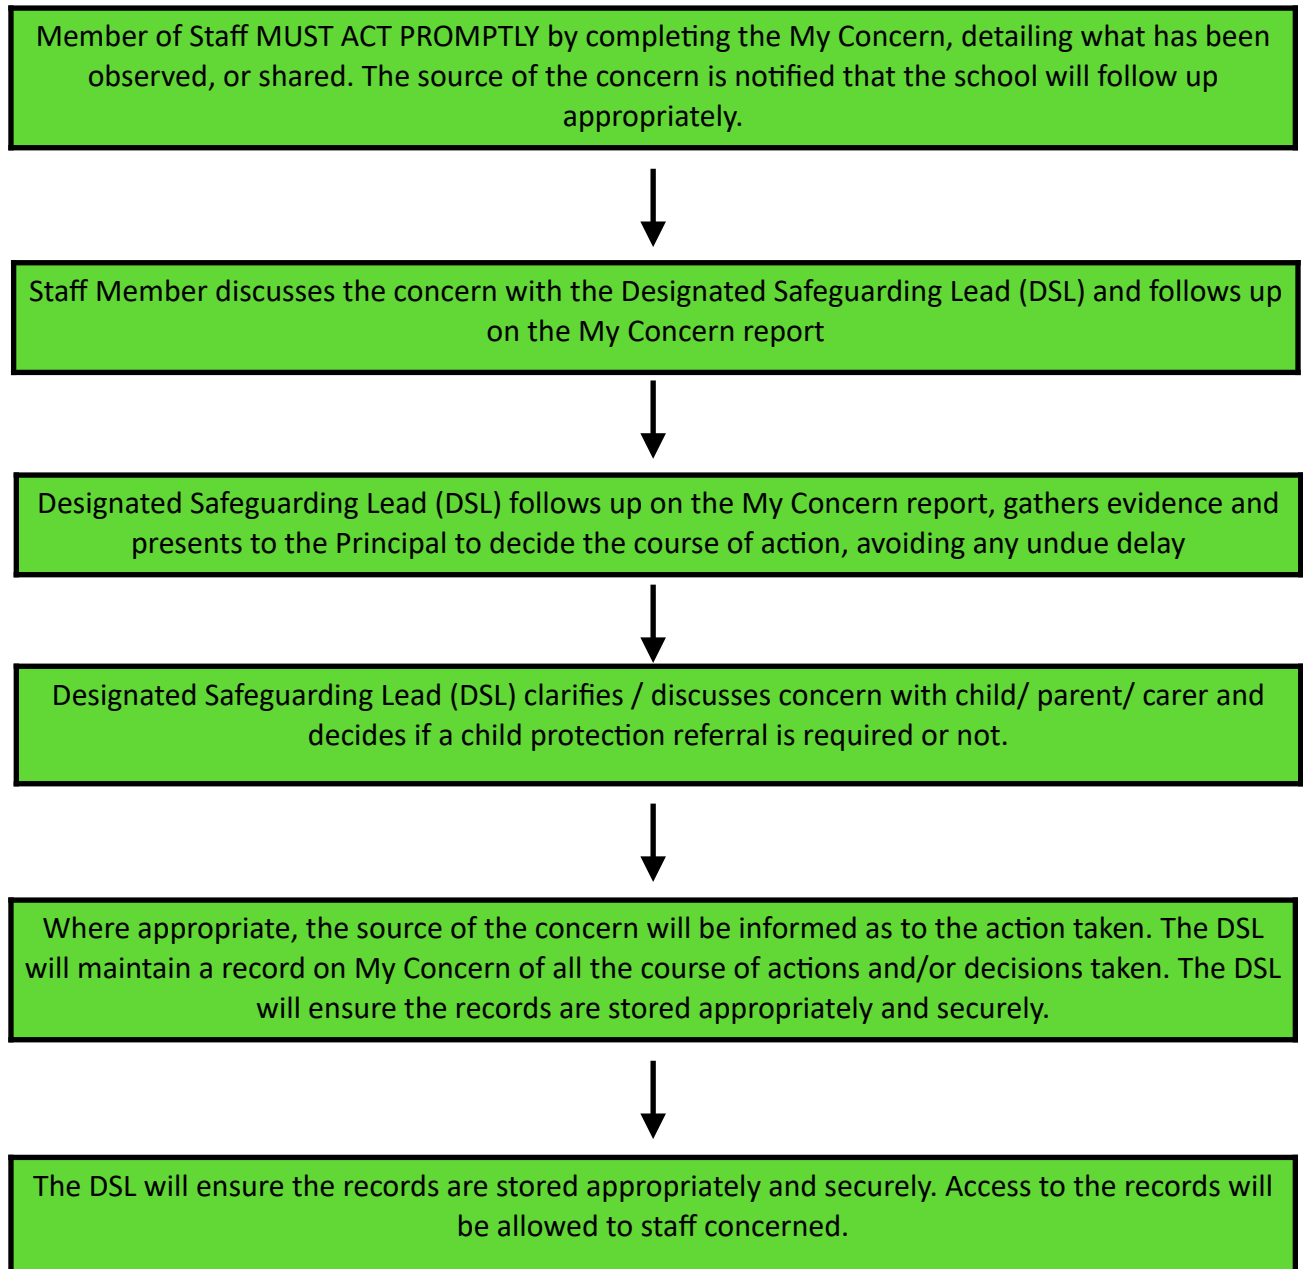 Member of Staff MUST ACT PROMPTLY by completing the My Concern, detailing what has been
observed, or shared. The source of the concern is notified that the school will follow up
appropriately.
Staff Member discusses the concern with the Designated Safeguarding Lead (DSL) and follows up
on the My Concern report
Designated Safeguarding Lead (DSL) follows up on the My Concern report, gathers evidence and
presents to the Principal to decide the course of action, avoiding any undue delay
Designated Safeguarding Lead (DSL) clarifies / discusses concern with child/ parent/ carer and
decides if a child protection referral is required or not.
Where appropriate, the source of the concern will be informed as to the action taken. The DSL
will maintain a record on My Concern of all the course of actions and/or decisions taken. The DSL
will ensure the records are stored appropriately and securely.
The DSL will ensure the records are stored appropriately and securely. Access to the records will
be allowed to staff concerned.